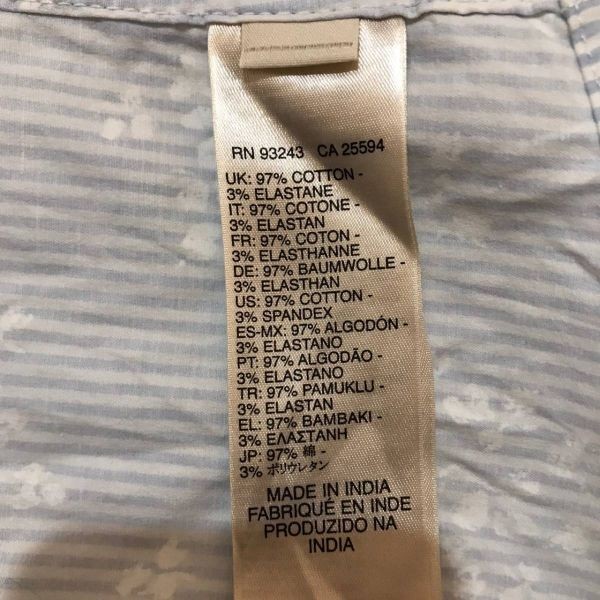 RN 93243 CA 25594
UK: 97% COTTON -
3% ELASTANE
IT: 97% COTONE -
3% ELASTAN
FR: 97% COTON -
3% ELASTHANNE
DE: 97% BAUMWOLLE -
3% ELASTHAN
US: 97% COTTON -
3% SPANDEX
ES-MX: 97% ALGODÓN -
3% ELASTANO
PT: 97% ALGODÃO -
3% ELASTANO
TR: 97% PAMUKLU -
3% ELASTAN
EL: 97% ΒΑΜΒΑΚΙ -
3% ΕΛΑΣΤΑΝΗ
JP: 97% 綿 -
3% ポリウレタン
MADE IN INDIA
FABRIQUÉ EN INDE
PRODUZIDO NA
INDIA